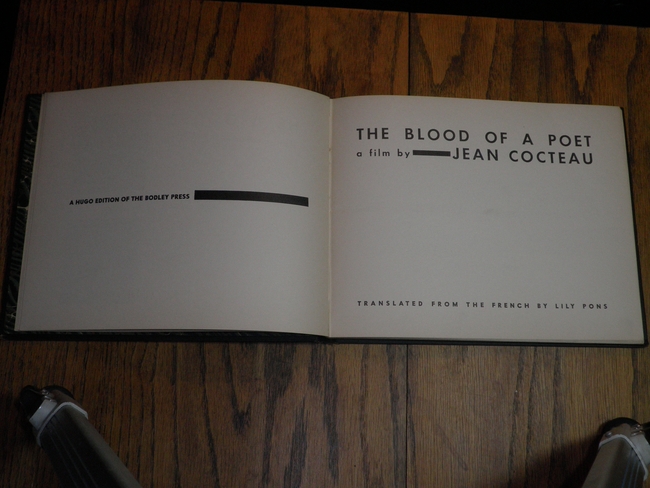 A HUGO EDITION OF THE BODLEY PRESS
THE BLOOD OF A POET
a film by JEAN COCTEAU
TRANSLATED FROM THE FRENCH BY LILY PONS